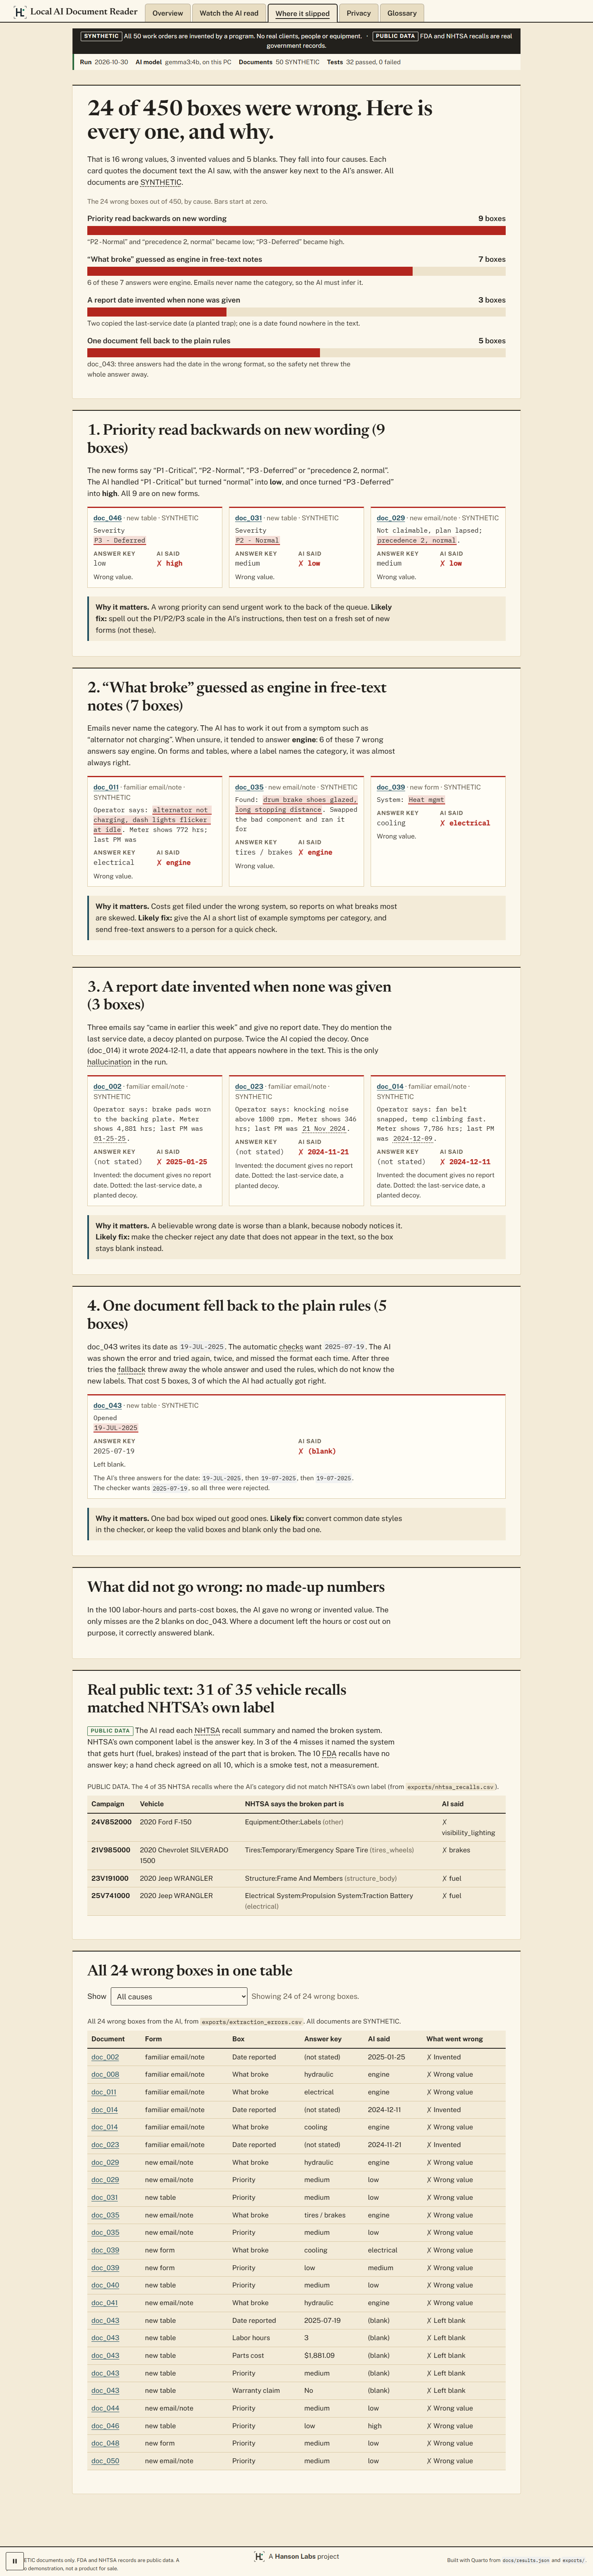 Local AI Document Reader
Overview
Watch the AI read
Where it slipped
Privacy
Glossary
SYNTHETIC All 50 work orders are invented by a program. No real clients, people or equipment. · PUBLIC DATA FDA and NHTSA recalls are real
government records.
Run 2026-10-30 AI model gemma3:4b, on this PC Documents 50 SYNTHETIC Tests 32 passed, 0 failed
24 of 450 boxes were wrong. Here is
every one, and why.
That is 16 wrong values, 3 invented values and 5 blanks. They fall into four causes. Each
card quotes the document text the AI saw, with the answer key next to the AI's answer. All
documents are SYNTHETIC.
The 24 wrong boxes out of 450, by cause. Bars start at zero.
Priority read backwards on new wording 9 boxes
“P2 - Normal” and “precedence 2, normal” became low; “P3 - Deferred” became high.
“What broke” guessed as engine in free-text notes 7 boxes
6 of these 7 answers were engine. Emails never name the category, so the AI must infer it.
A report date invented when none was given 3 boxes
Two copied the last-service date (a planted trap); one is a date found nowhere in the text.
One document fell back to the plain rules 5 boxes
doc_043: three answers had the date in the wrong format, so the safety net threw the
whole answer away.
1. Priority read backwards on new wording (9
boxes)
The new forms say “P1 - Critical”, “P2 - Normal”, “P3 - Deferred” or “precedence 2, normal”.
The AI handled “P1 - Critical” but turned “normal” into low, and once turned “P3 - Deferred”
into high. All 9 are on new forms.
doc_046 · new table · SYNTHETIC
Severity
P3 - Deferred
ANSWER KEY AI SAID
low ✗ high
Wrong value.
doc_031 · new table · SYNTHETIC
Severity
P2 - Normal
ANSWER KEY AI SAID
medium ✗ low
Wrong value.
doc_029 · new email/note · SYNTHETIC
Not claimable, plan lapsed;
precedence 2, normal.
ANSWER KEY AI SAID
medium ✗ low
Wrong value.
Why it matters. A wrong priority can send urgent work to the back of the queue. Likely
fix: spell out the P1/P2/P3 scale in the AI's instructions, then test on a fresh set of new
forms (not these).
2. “What broke” guessed as engine in free-text
notes (7 boxes)
Emails never name the category. The AI has to work it out from a symptom such as
“alternator not charging”. When unsure, it tended to answer engine: 6 of these 7 wrong
answers say engine. On forms and tables, where a label names the category, it was almost
always right.
doc_011 · familiar email/note ·
SYNTHETIC
Operator says: alternator not
charging, dash lights flicker
at idle. Meter shows 772 hrs;
last PM was
ANSWER KEY AI SAID
electrical ✗ engine
Wrong value.
doc_035 · new email/note · SYNTHETIC
Found: drum brake shoes glazed,
long stopping distance. Swapped
the bad component and ran it
for
ANSWER KEY AI SAID
tires / brakes ✗ engine
Wrong value.
doc_039 · new form · SYNTHETIC
System: Heat mgmt
ANSWER KEY AI SAID
cooling ✗ electrical
Wrong value.
Why it matters. Costs get filed under the wrong system, so reports on what breaks most
are skewed. Likely fix: give the AI a short list of example symptoms per category, and
send free-text answers to a person for a quick check.
3. A report date invented when none was given
(3 boxes)
Three emails say “came in earlier this week” and give no report date. They do mention the
last service date, a decoy planted on purpose. Twice the AI copied the decoy. Once
(doc_014) it wrote 2024-12-11, a date that appears nowhere in the text. This is the only
hallucination in the run.
doc_002 · familiar email/note ·
SYNTHETIC
Operator says: brake pads worn
to the backing plate. Meter
shows 4,881 hrs; last PM was
01-25-25.
ANSWER KEY AI SAID
(not stated) ✗ 2025-01-25
Invented: the document gives no report
date. Dotted: the last-service date, a
planted decoy.
doc_023 · familiar email/note ·
SYNTHETIC
Operator says: knocking noise
above 1800 rpm. Meter shows 346
hrs; last PM was 21 Nov 2024.
ANSWER KEY AI SAID
(not stated) ✗ 2024-11-21
Invented: the document gives no report
date. Dotted: the last-service date, a
planted decoy.
doc_014 · familiar email/note ·
SYNTHETIC
Operator says: fan belt
snapped, temp climbing fast.
Meter shows 7,786 hrs; last PM
was 2024-12-09.
ANSWER KEY AI SAID
(not stated) ✗ 2024-12-11
Invented: the document gives no report
date. Dotted: the last-service date, a
planted decoy.
Why it matters. A believable wrong date is worse than a blank, because nobody notices it.
Likely fix: make the checker reject any date that does not appear in the text, so the box
stays blank instead.
4. One document fell back to the plain rules (5
boxes)
doc_043 writes its date as 19-JUL-2025. The automatic checks want 2025-07-19. The AI
was shown the error and tried again, twice, and missed the format each time. After three
tries the fallback threw away the whole answer and used the rules, which do not know the
new labels. That cost 5 boxes, 3 of which the AI had actually got right.
doc_043 · new table · SYNTHETIC
Opened
19-JUL-2025
ANSWER KEY AI SAID
2025-07-19 ✗ (blank)
Left blank.
The AI's three answers for the date: 19-JUL-2025, then 19-07-2025, then 19-07-2025.
The checker wants 2025-07-19, so all three were rejected.
Why it matters. One bad box wiped out good ones. Likely fix: convert common date styles
in the checker, or keep the valid boxes and blank only the bad one.
What did not go wrong: no made-up numbers
In the 100 labor-hours and parts-cost boxes, the AI gave no wrong or invented value. The
only misses are the 2 blanks on doc_043. Where a document left the hours or cost out on
purpose, it correctly answered blank.
Real public text: 31 of 35 vehicle recalls
matched NHTSA's own label
PUBLIC DATA The AI read each NHTSA recall summary and named the broken system.
NHTSA's own component label is the answer key. In 3 of the 4 misses it named the system
that gets hurt (fuel, brakes) instead of the part that is broken. The 10 FDA recalls have no
answer key; a hand check agreed on all 10, which is a smoke test, not a measurement.
PUBLIC DATA. The 4 of 35 NHTSA recalls where the AI's category did not match NHTSA's own label (from exports/nhtsa_recalls.csv).
Campaign Vehicle NHTSA says the broken part is AI said
24V852000 2020 Ford F-150 Equipment:Other:Labels (other) ✗
visibility_lighting
21V985000 2020 Chevrolet SILVERADO
1500 Tires:Temporary/Emergency Spare Tire (tires_wheels) ✗ brakes
23V191000 2020 Jeep WRANGLER Structure:Frame And Members (structure_body) ✗ fuel
25V741000 2020 Jeep WRANGLER Electrical System:Propulsion System:Traction Battery
(electrical) ✗ fuel
All 24 wrong boxes in one table
Show All causes Showing 24 of 24 wrong boxes.
All 24 wrong boxes from the AI, from exports/extraction_errors.csv. All documents are SYNTHETIC.
Document Form Box Answer key AI said What went wrong
doc_002 familiar email/note Date reported (not stated) 2025-01-25 ✗ Invented
doc_008 familiar email/note What broke hydraulic engine ✗ Wrong value
doc_011 familiar email/note What broke electrical engine ✗ Wrong value
doc_014 familiar email/note Date reported (not stated) 2024-12-11 ✗ Invented
doc_014 familiar email/note What broke cooling engine ✗ Wrong value
doc_023 familiar email/note Date reported (not stated) 2024-11-21 ✗ Invented
doc_029 new email/note What broke hydraulic engine ✗ Wrong value
doc_029 new email/note Priority medium low ✗ Wrong value
doc_031 new table Priority medium low ✗ Wrong value
doc_035 new email/note What broke tires / brakes engine ✗ Wrong value
doc_035 new email/note Priority medium low ✗ Wrong value
doc_039 new form What broke cooling electrical ✗ Wrong value
doc_039 new form Priority low medium ✗ Wrong value
doc_040 new table Priority medium low ✗ Wrong value
doc_041 new email/note What broke hydraulic engine ✗ Wrong value
doc_043 new table Date reported 2025-07-19 (blank) ✗ Left blank
doc_043 new table Labor hours 3 (blank) ✗ Left blank
doc_043 new table Parts cost $1,881.09 (blank) ✗ Left blank
doc_043 new table Priority medium (blank) ✗ Left blank
doc_043 new table Warranty claim No (blank) ✗ Left blank
doc_044 new email/note Priority medium low ✗ Wrong value
doc_046 new table Priority low high ✗ Wrong value
doc_048 new form Priority medium low ✗ Wrong value
doc_050 new email/note Priority medium low ✗ Wrong value
ETIC documents only. FDA and NHTSA records are public data. A
demonstration, not a product for sale.
A Hanson Labs project
Built with Quarto from docs/results.json and exports/.